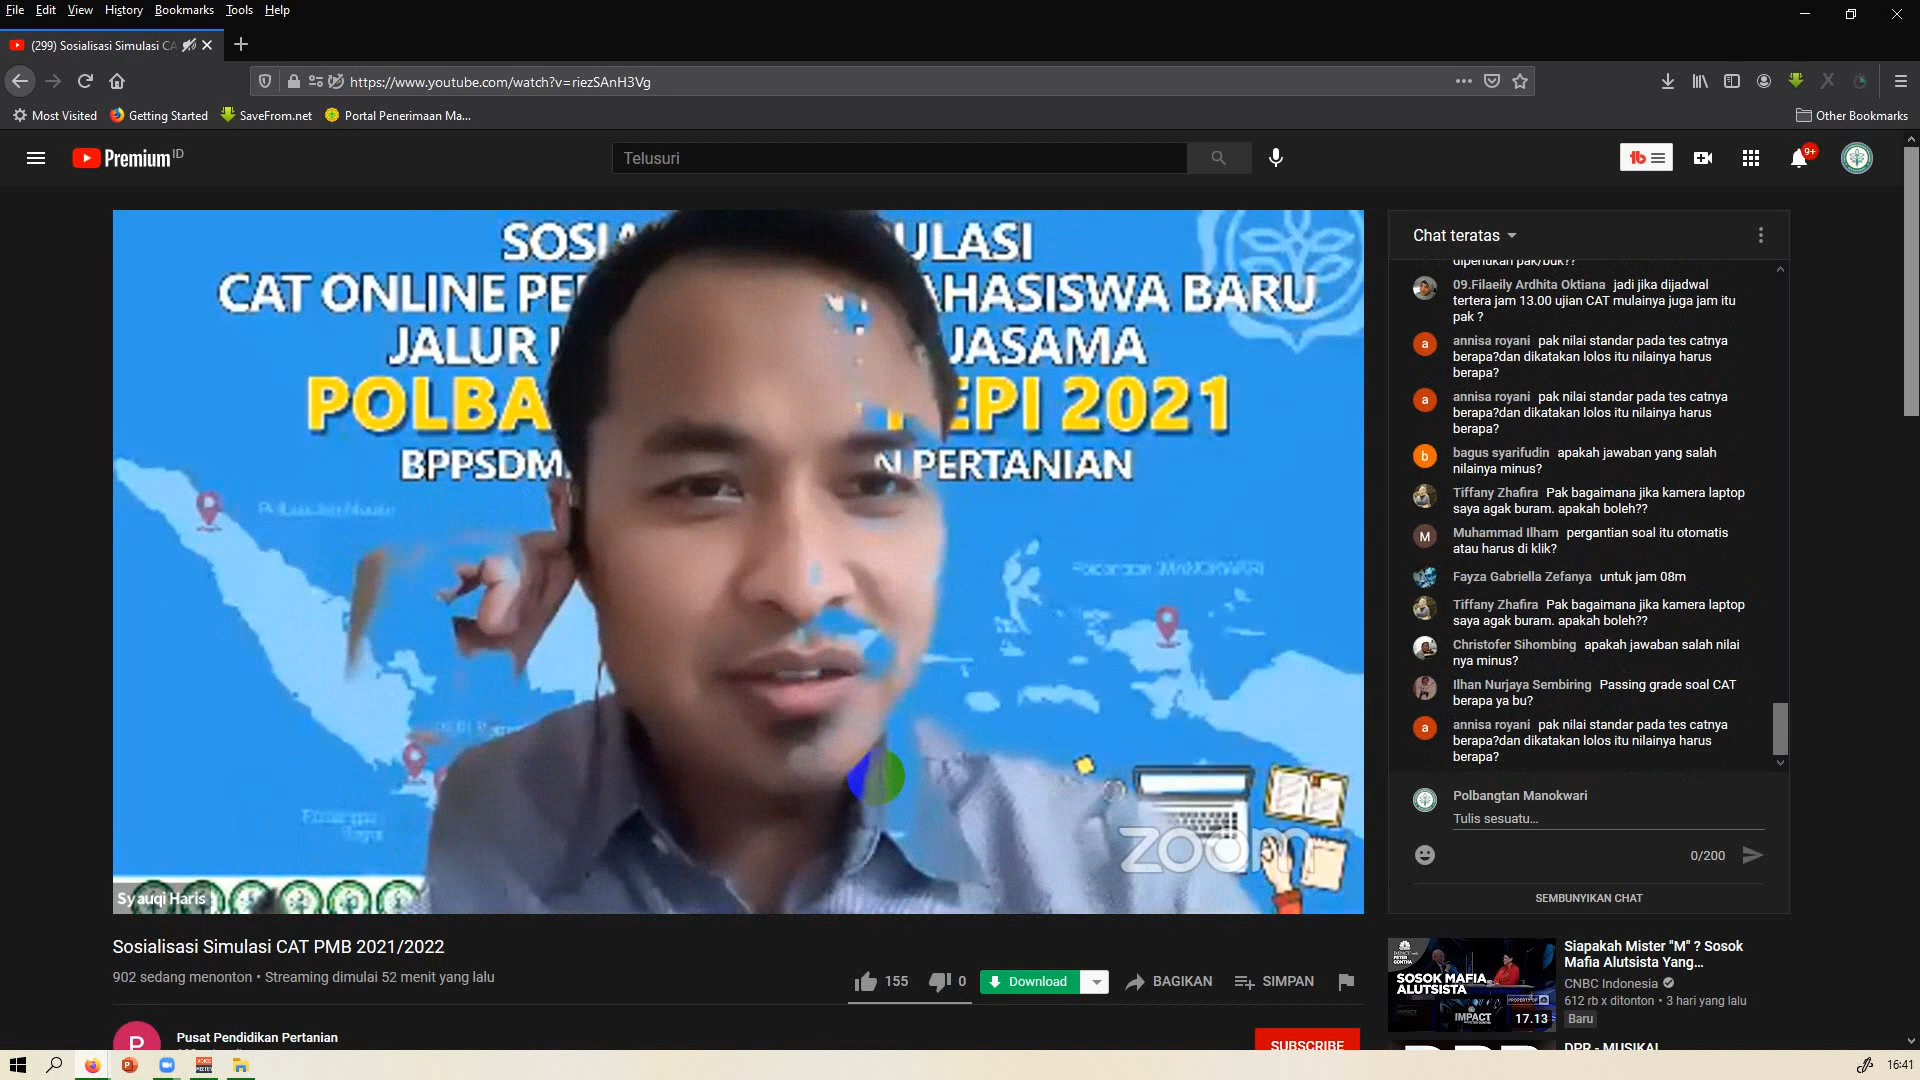 File Edit View History Bookmarks Tools Help
(299) Sosialisasi Simulasi CA
https://www.youtube.com/watch?v=riezSAnH3Vg
Most Visited Getting Started SaveFrom.net Portal Penerimaan Ma...
Other Bookmarks
Premium ID
Telusuri
9+
SOSIA ULASI
CAT ONLINE PE AHASISWA BARU
JALUR JASAMA
POLBA EPI 2021
BPPSDM N PERTANIAN
zoom
Syauqi Haris
Sosialisasi Simulasi CAT PMB 2021/2022
902 sedang menonton • Streaming dimulai 52 menit yang lalu
155 0 Download BAGIKAN SIMPAN
P
Pusat Pendidikan Pertanian
SUBSCRIBE
Chat teratas
diperlukan pak/buk??
09.Filaeily Ardhita Oktiana jadi jika dijadwal
tertera jam 13.00 ujian CAT mulainya juga jam itu
pak ?
a annisa royani pak nilai standar pada tes catnya
berapa?dan dikatakan lolos itu nilainya harus
berapa?
a annisa royani pak nilai standar pada tes catnya
berapa?dan dikatakan lolos itu nilainya harus
berapa?
b bagus syarifudin apakah jawaban yang salah
nilainya minus?
Tiffany Zhafira Pak bagaimana jika kamera laptop
saya agak buram. apakah boleh??
M Muhammad Ilham pergantian soal itu otomatis
atau harus di klik?
Fayza Gabriella Zefanya untuk jam 08m
Tiffany Zhafira Pak bagaimana jika kamera laptop
saya agak buram. apakah boleh??
Christofer Sihombing apakah jawaban salah nilai
nya minus?
Ilhan Nurjaya Sembiring Passing grade soal CAT
berapa ya bu?
a annisa royani pak nilai standar pada tes catnya
berapa?dan dikatakan lolos itu nilainya harus
berapa?
Polbangtan Manokwari
Tulis sesuatu...
0/200
SEMBUNYIKAN CHAT
SOSOK MAFIA
ALUTSISTA
IMPACT
17.13
Siapakah Mister "M" ? Sosok
Mafia Alutsista Yang...
CNBC Indonesia
612 rb x ditonton • 3 hari yang lalu
Baru
DPR - MUSIKAL
16:41